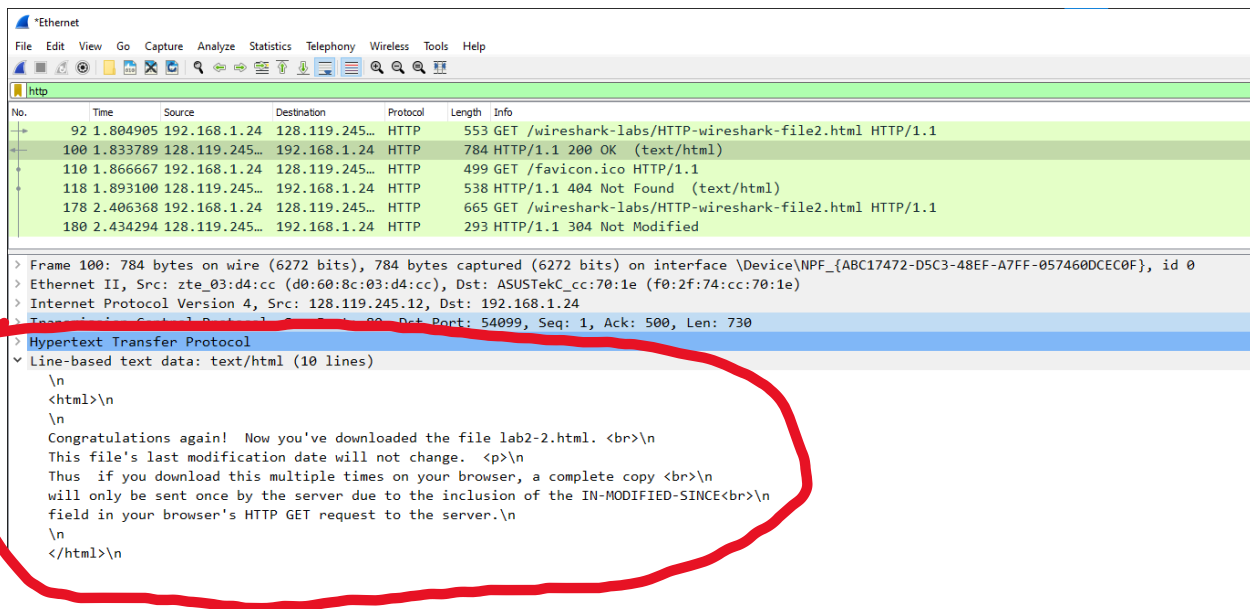 *Ethernet
File Edit View Go Capture Analyze Statistics Telephony Wireless Tools Help
http
No. Time Source Destination Protocol Length Info
92 1.804905 192.168.1.24 128.119.245… HTTP 553 GET /wireshark-labs/HTTP-wireshark-file2.html HTTP/1.1
100 1.833789 128.119.245… 192.168.1.24 HTTP 784 HTTP/1.1 200 OK (text/html)
110 1.866667 192.168.1.24 128.119.245… HTTP 499 GET /favicon.ico HTTP/1.1
118 1.893100 128.119.245… 192.168.1.24 HTTP 538 HTTP/1.1 404 Not Found (text/html)
178 2.406368 192.168.1.24 128.119.245… HTTP 665 GET /wireshark-labs/HTTP-wireshark-file2.html HTTP/1.1
180 2.434294 128.119.245… 192.168.1.24 HTTP 293 HTTP/1.1 304 Not Modified
> Frame 100: 784 bytes on wire (6272 bits), 784 bytes captured (6272 bits) on interface \Device\NPF_{ABC17472-D5C3-48EF-A7FF-057460DCEC0F}, id 0
> Ethernet II, Src: zte_03:d4:cc (d0:60:8c:03:d4:cc), Dst: ASUSTekC_cc:70:1e (f0:2f:74:cc:70:1e)
> Internet Protocol Version 4, Src: 128.119.245.12, Dst: 192.168.1.24
> Port: 54099, Seq: 1, Ack: 500, Len: 730
> Hypertext Transfer Protocol
Line-based text data: text/html (10 lines)
\n
<html>\n
\n
Congratulations again!  Now you've downloaded the file lab2-2.html. <br>\n
This file's last modification date will not change.  <p>\n
Thus  if you download this multiple times on your browser, a complete copy <br>\n
will only be sent once by the server due to the inclusion of the IN-MODIFIED-SINCE<br>\n
field in your browser's HTTP GET request to the server.\n
\n
</html>\n